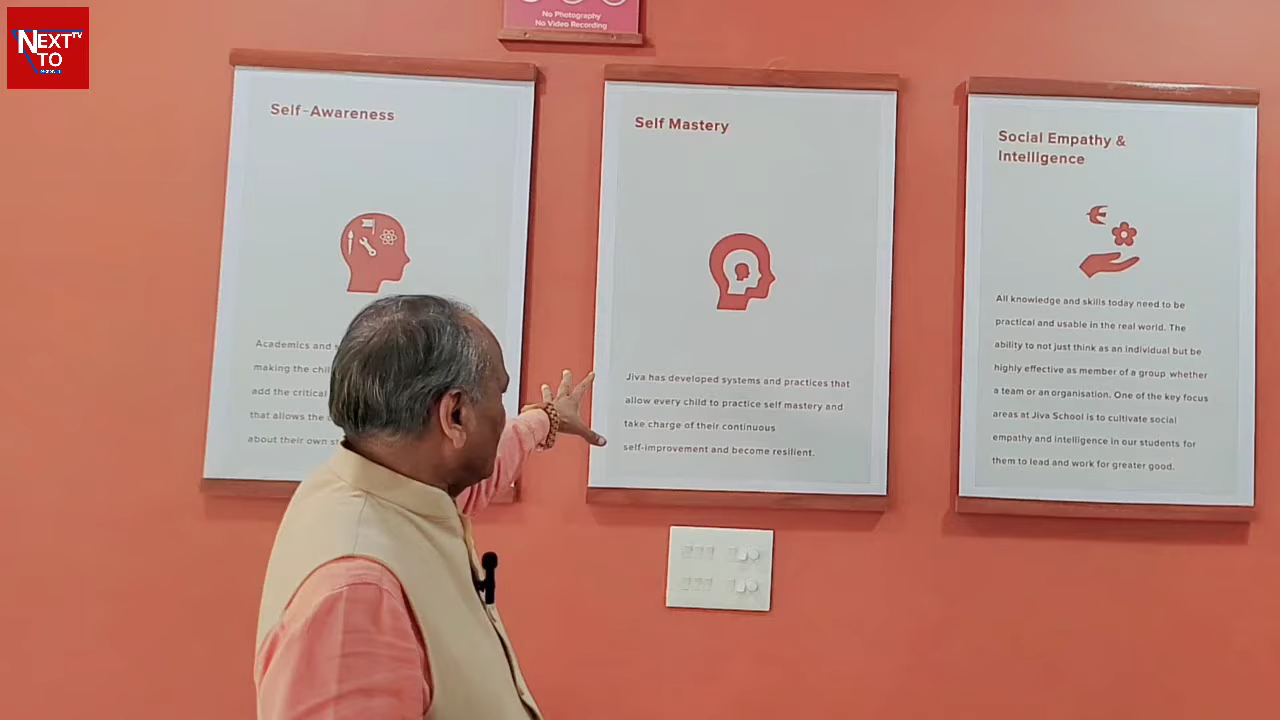 NEXT TV
TO
No Photography
No Video Recording
Self-Awareness
Academics and
making the
add the critical
that allows the
about their own
Self Mastery
Jiva has developed systems and practices that
allow every child to practice self mastery and
take charge of their continuous
self-improvement and become resilient.
Social Empathy &
Intelligence
All knowledge and skills today need to be
practical and usable in the real world. The
ability to not just think as an individual but be
highly effective as member of a group whether
a team or an organisation. One of the key focus
areas at Jiva School is to cultivate social
empathy and intelligence in our students for
them to lead and work for greater good.